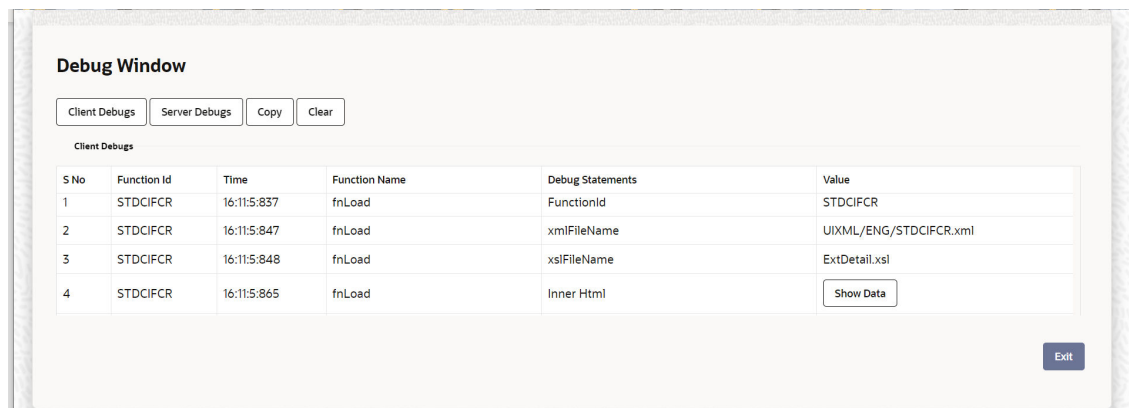 Debug Window
Client Debugs Server Debugs Copy Clear
Client Debugs
S No Function Id Time Function Name Debug Statements Value
1 STDCIFCR 16:11:5:837 fnLoad FunctionId STDCIFCR
2 STDCIFCR 16:11:5:847 fnLoad xmlFileName UIXML/ENG/STDCIFCR.xml
3 STDCIFCR 16:11:5:848 fnLoad xslFileName ExtDetail.xsl
4 STDCIFCR 16:11:5:865 fnLoad Inner Html Show Data
Exit